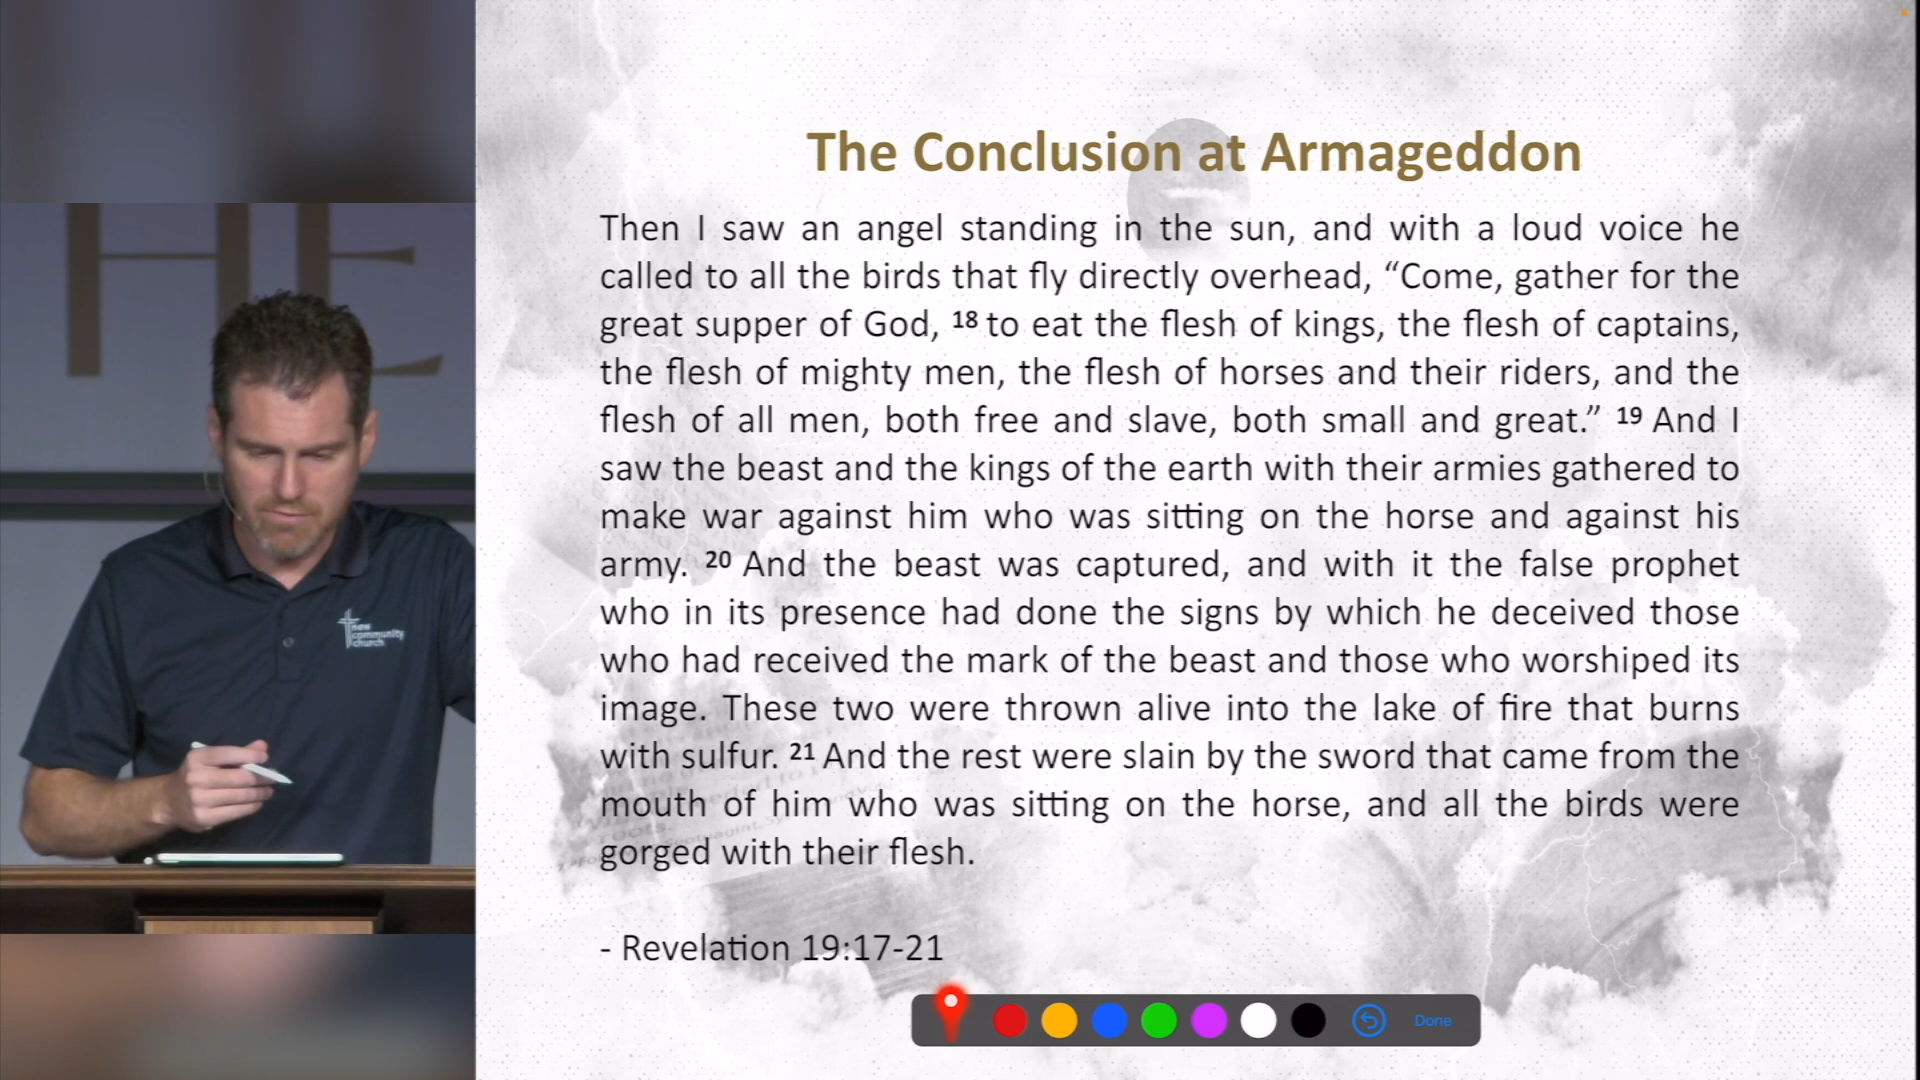 HE
new
community
church
The Conclusion at Armageddon
Then I saw an angel standing in the sun, and with a loud voice he
called to all the birds that fly directly overhead, “Come, gather for the
great supper of God, 18 to eat the flesh of kings, the flesh of captains,
the flesh of mighty men, the flesh of horses and their riders, and the
flesh of all men, both free and slave, both small and great.” 19 And I
saw the beast and the kings of the earth with their armies gathered to
make war against him who was sitting on the horse and against his
army. 20 And the beast was captured, and with it the false prophet
who in its presence had done the signs by which he deceived those
who had received the mark of the beast and those who worshiped its
image. These two were thrown alive into the lake of fire that burns
with sulfur. 21 And the rest were slain by the sword that came from the
mouth of him who was sitting on the horse, and all the birds were
gorged with their flesh.
- Revelation 19:17-21
Done